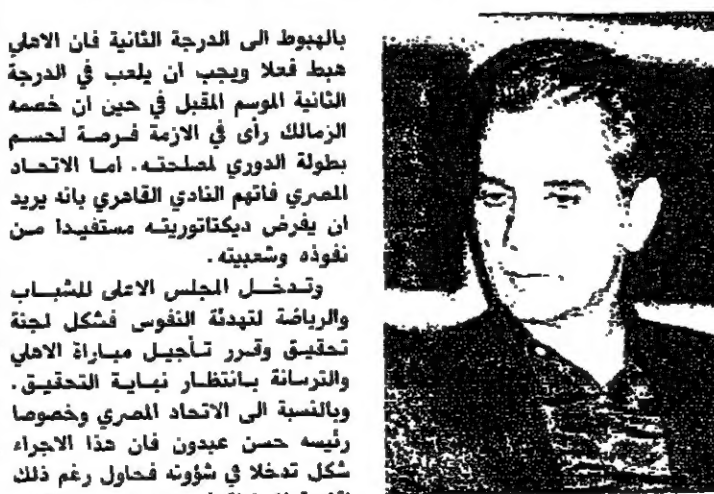 بالهبوط الى الدرجة الثانية فان الاهلي
هبط فعلا ويجب ان يلعب في الدرجة
الثانية الموسم المقبل في حين ان خصمه
الزمالك رأى في الازمة فرصة لحسم
بطولة الدوري لمصلحته. اما الاتحاد
المصري فاتهم النادي القاهري بانه يريد
ان يفرض ديكتاتوريته مستفيدا من
نفوذه وشعبيته.
وتدخل المجلس الاعلى للشباب
والرياضة لتهدئة النفوس فشكل لجنة
تحقيق وقرر تأجيل مباراة الاهلي
والترسانة بانتظار نهاية التحقيق.
وبالنسبة الى الاتحاد المصري وخصوصا
رئيسه حسن عبدون فان هذا الاجراء
شكل تدخلا في شؤونه فحاول رغم ذلك